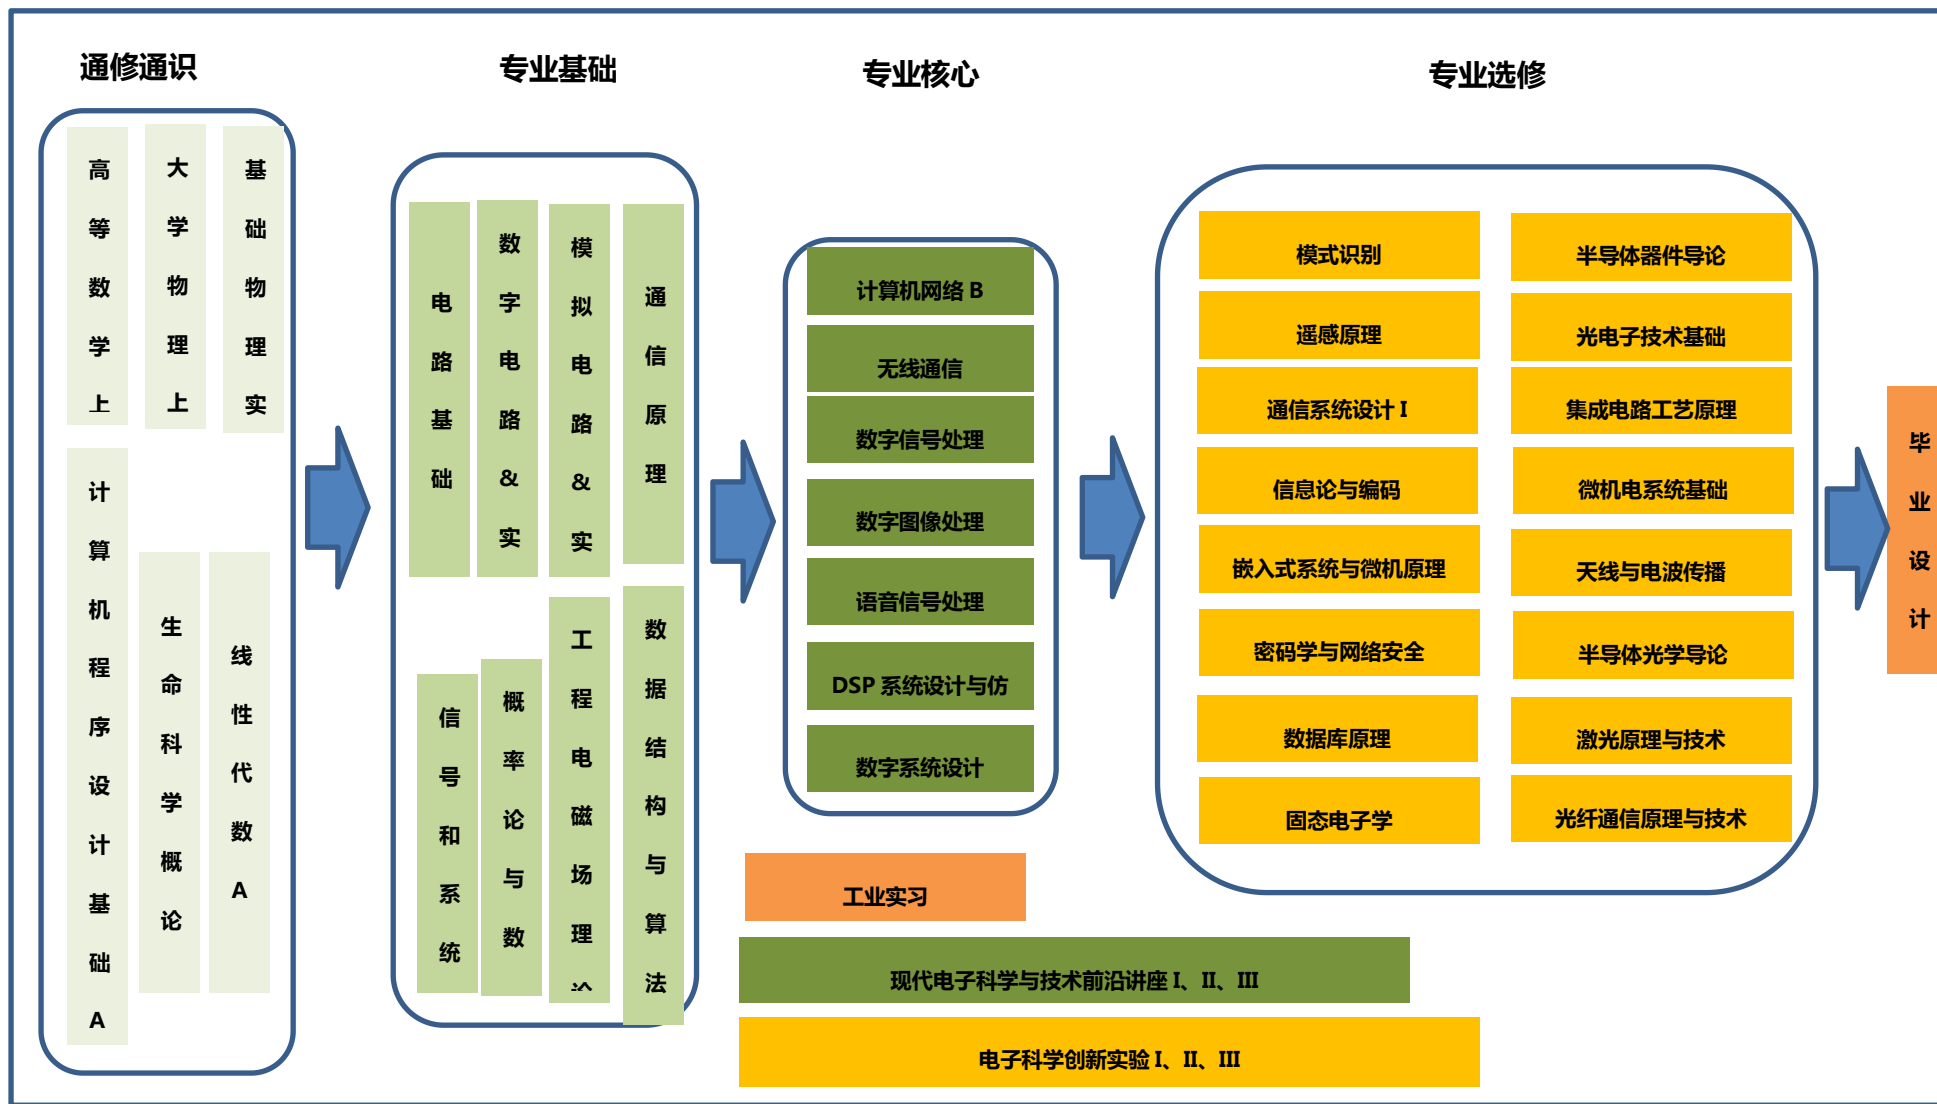 通修通识
专业基础
专业核心
专业选修
高等数学上
大学物理上
基础物理实
计算机程序设计基础A
生命科学概论
线性代数A
电路基础
数字电路&实
模拟电路&实
通信原理
信号和系统
概率论与数
工程电磁场理论
数据结构与算法
计算机网络 B
无线通信
数字信号处理
数字图像处理
语音信号处理
DSP 系统设计与仿
数字系统设计
模式识别
半导体器件导论
遥感原理
光电子技术基础
通信系统设计 I
集成电路工艺原理
信息论与编码
微机电系统基础
嵌入式系统与微机原理
天线与电波传播
密码学与网络安全
半导体光学导论
数据库原理
激光原理与技术
固态电子学
光纤通信原理与技术
毕业设计
工业实习
现代电子科学与技术前沿讲座 I、II、III
电子科学创新实验 I、II、III